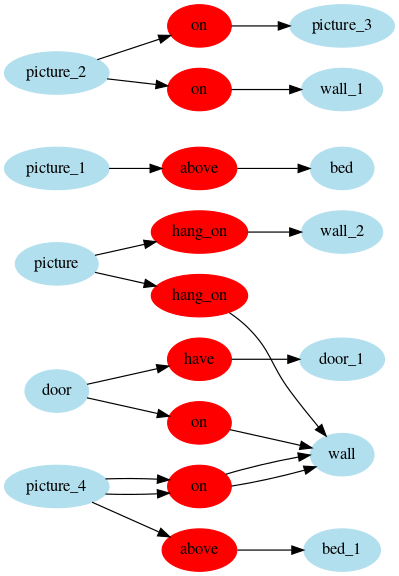 on
picture_3
picture_2
on
wall_1
picture_1
above
bed
hang_on
wall_2
picture
hang_on
have
door_1
door
on
wall
picture_4
on
above
bed_1